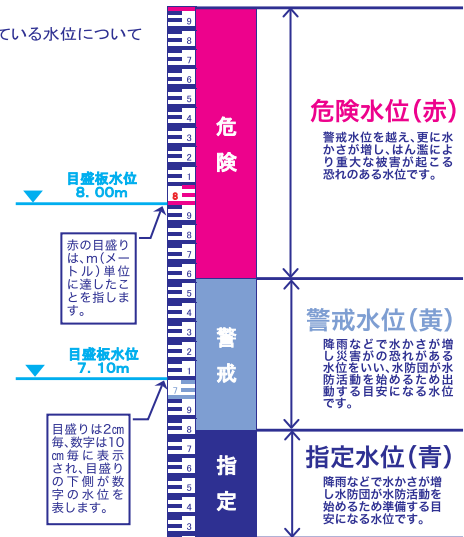 ている水位について
9
8
7
6
5
4
3
2
1
8
9
8
7
6
5
4
3
2
1
7
9
8
7
6
5
4
3
危険
警戒
指定
目盛板水位
8.00m
赤の目盛り
は、m(メー
トル)単位
に達したこ
とを指しま
す。
目盛板水位
7.10m
目盛りは2㎝
毎、数字は10
㎝毎に表示
され、目盛り
の下側が数
字の水位を
表します。
危険水位(赤)
警戒水位を越え、更に水
かさが増し、はん濫によ
り重大な被害が起こる
恐れのある水位です。
警戒水位(黄)
降雨などで水かさが増
し災害がの恐れがある
水位をいい、水防団が水
防活動を始めるため出
動する目安になる水位
です。
指定水位(青)
降雨などで水かさが増
し水防団が水防活動を
始めるため準備する目
安になる水位です。